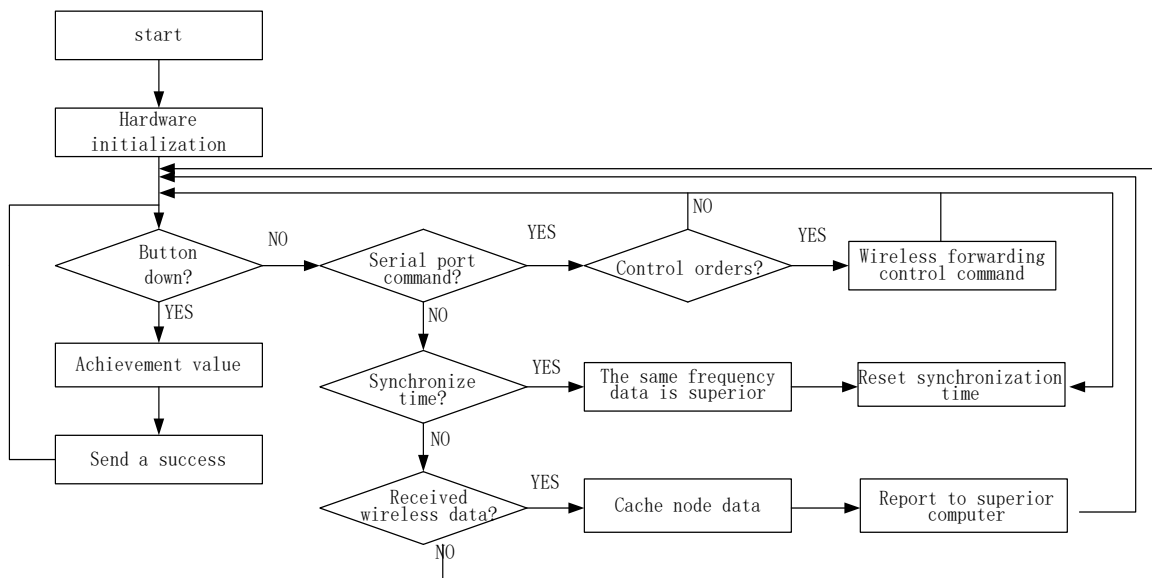 start
Hardware
initialization
NO
Button
down?
NO
Serial port
command?
YES
Control orders?
YES
Wireless forwarding
control command
YES
NO
Achievement value
Synchronize
time?
YES
The same frequency
data is superior
Reset synchronization
time
NO
Send a success
Received
wireless data?
YES
Cache node data
Report to superior
computer
NO